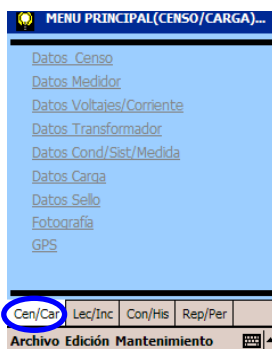 MENU PRINCIPAL(CENSO/CARGA)...
Datos Censo
Datos Medidor
Datos Voltajes/Corriente
Datos Transformador
Datos Cond/Sist/Medida
Datos Carga
Datos Sello
Fotografía
GPS
Cen/Car Lec/Inc Con/His Rep/Per
Archivo Edición Mantenimiento